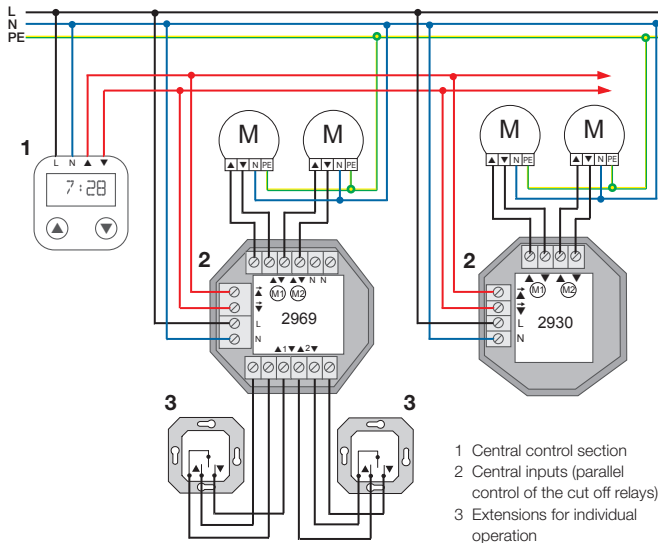 L
N
PE
1
L N ▲ ▼
7:28
M
M
▲ ▼ N PE
▲ ▼ N PE
M
M
▲ ▼ N PE
▲ ▼ N PE
2
▲▼ ▲▼ N N
M1 M2
▲
▼
L
N
2969
▲1▼ ▲2▼
2
▲ ▼ ▲ ▼
M1 M2
▲
▼
L
N
2930
3
3
▲ ▼
▲ ▼
1 Central control section
2 Central inputs (parallel
control of the cut off relays)
3 Extensions for individual
operation